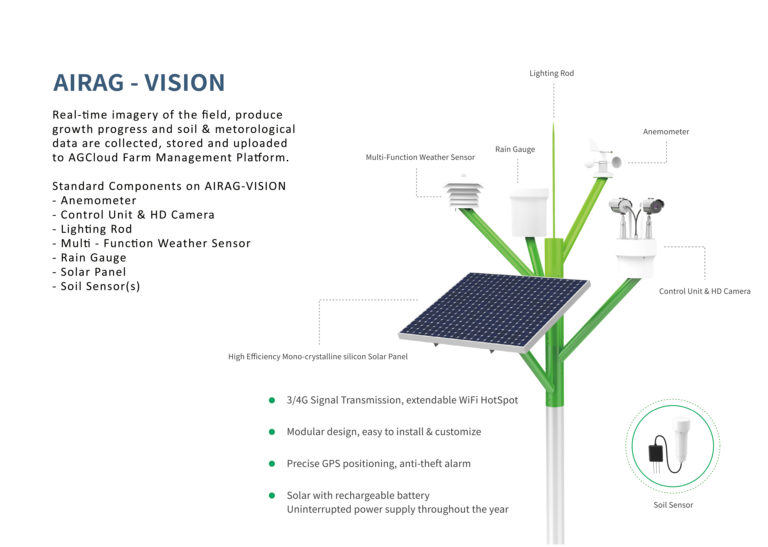 AIRAG - VISION
Real-time imagery of the field, produce
growth progress and soil & metorological
data are collected, stored and uploaded
to AGCloud Farm Management Platform.
Standard Components on AIRAG-VISION
- Anemometer
- Control Unit & HD Camera
- Lighting Rod
- Multi - Function Weather Sensor
- Rain Gauge
- Solar Panel
- Soil Sensor(s)
Lighting Rod
Anemometer
Rain Gauge
Multi-Function Weather Sensor
Control Unit & HD Camera
High Efficiency Mono-crystalline silicon Solar Panel
● 3/4G Signal Transmission, extendable WiFi HotSpot
● Modular design, easy to install & customize
● Precise GPS positioning, anti-theft alarm
● Solar with rechargeable battery
Uninterrupted power supply throughout the year
Soil Sensor